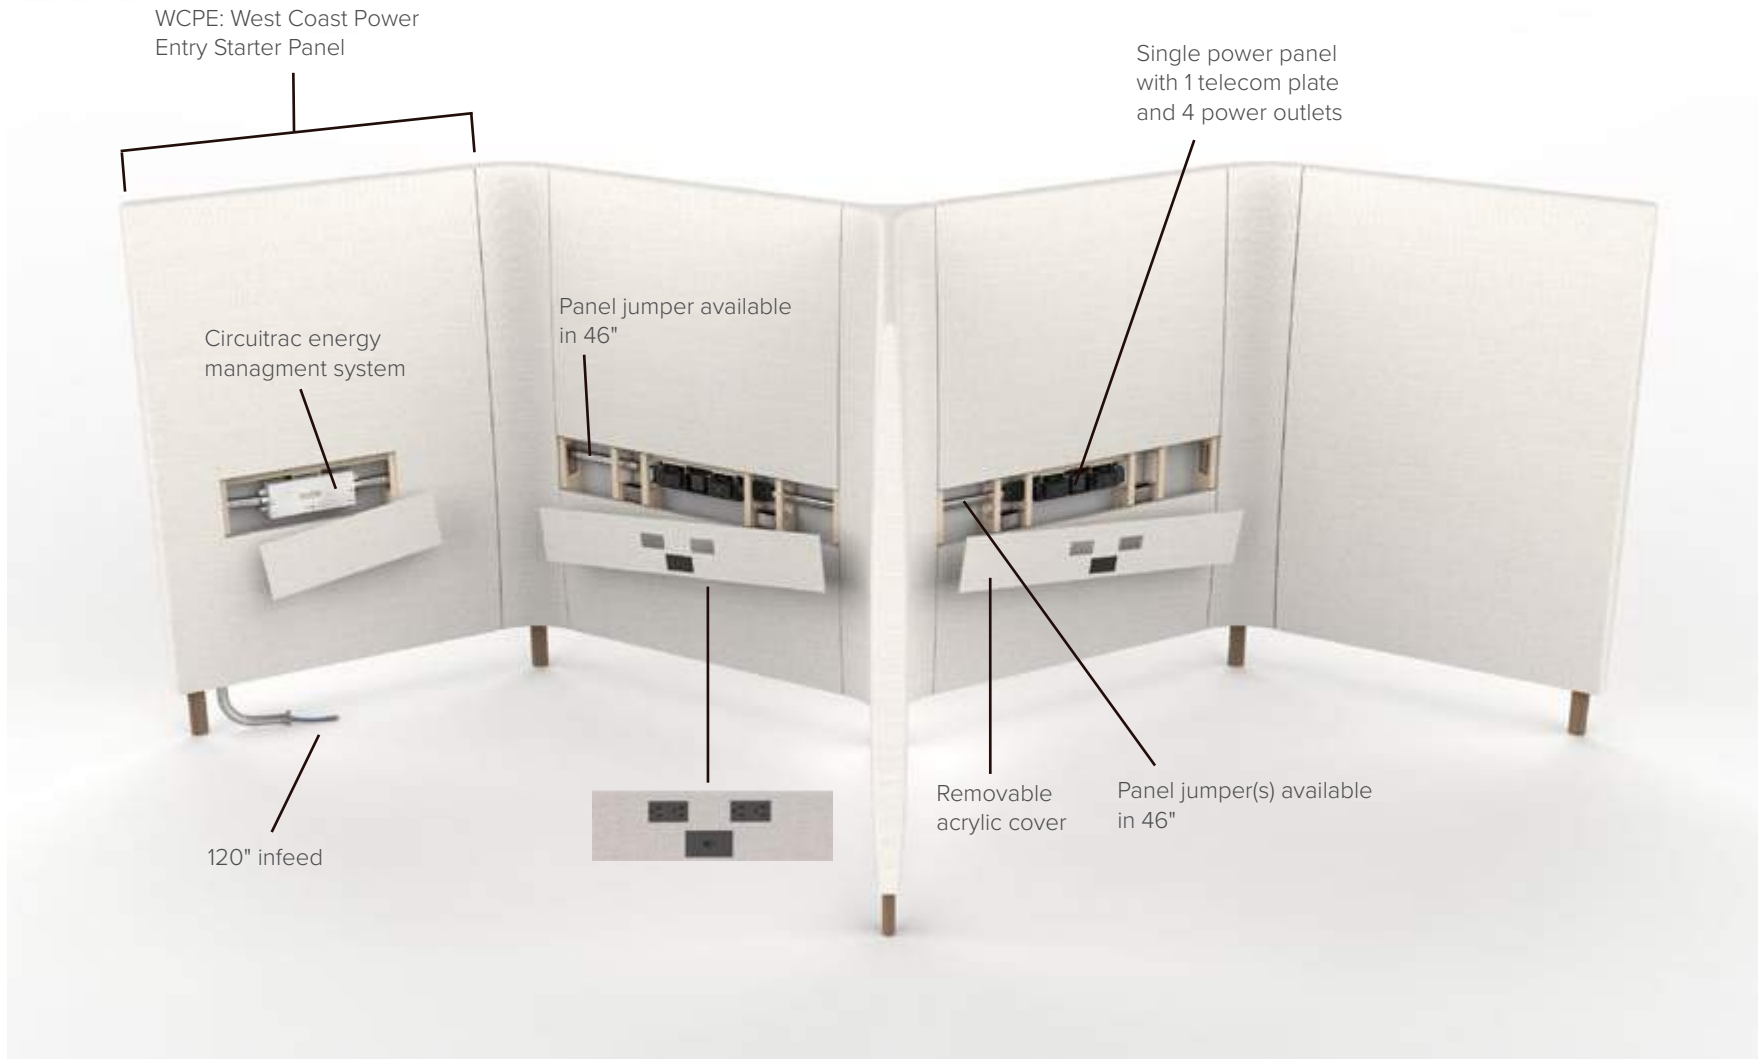 WCPE: West Coast Power
Entry Starter Panel
Single power panel
with 1 telecom plate
and 4 power outlets
Panel jumper available
in 46"
Circuitrac energy
managment system
Removable
acrylic cover
Panel jumper(s) available
in 46"
120" infeed